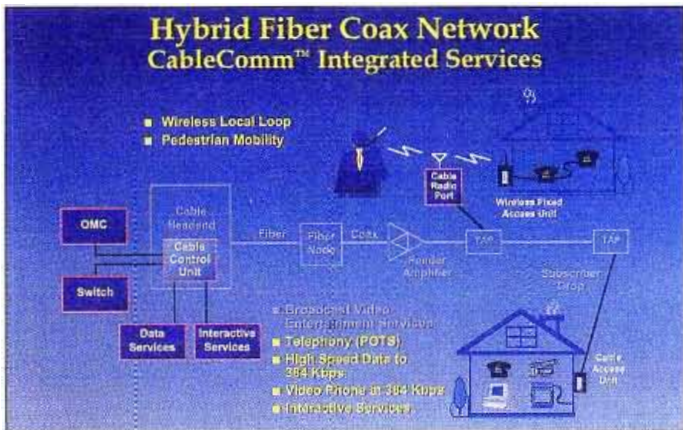 Hybrid Fiber Coax Network
CableComm™ Integrated Services
Wireless Local Loop
Pedestrian Mobility
Cable
Radio
Port
Wireless Fixed
Access Unit
OMC
Cable
Headend
Cable
Control
Unit
Fiber
Fiber
Node
Coax
Feeder
Amplifier
TAP
TAP
Subscriber
Drop
Switch
Data
Services
Interactive
Services
Broadcast Video
Entertainment Services
Telephony (POTS)
High Speed Data to
384 Kbps
Video Phone at 384 Kbps
Interactive Services
Cable
Access
Unit